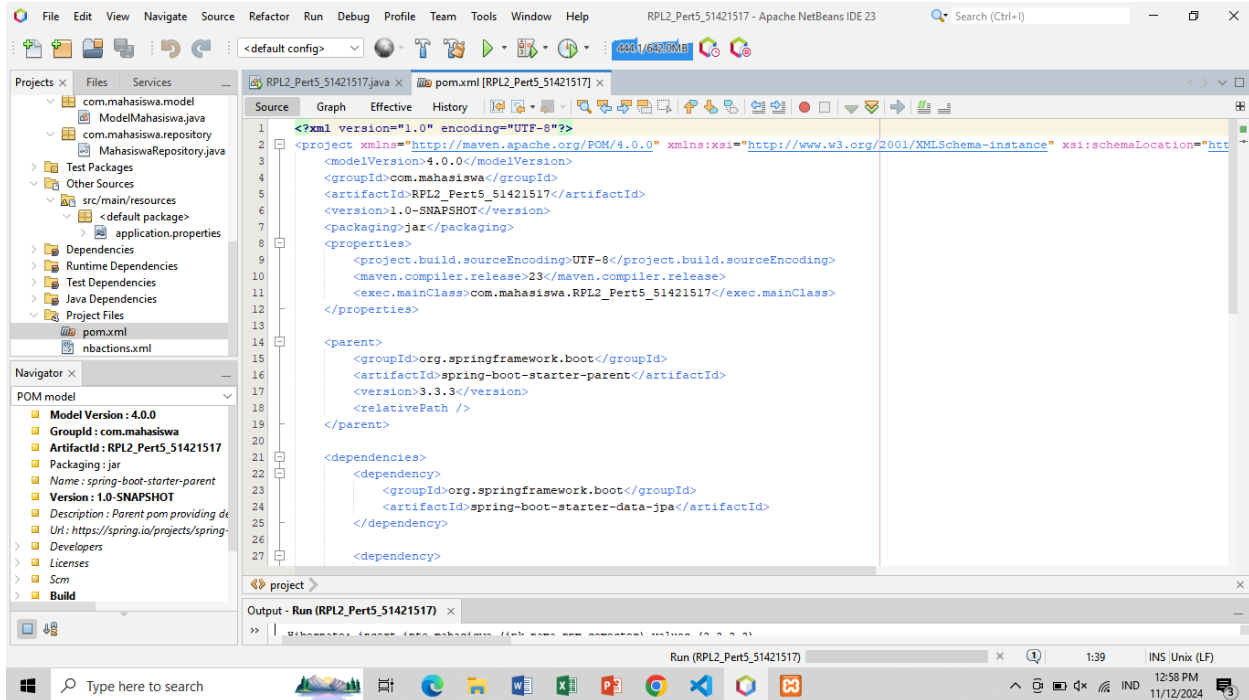 File Edit View Navigate Source Refactor Run Debug Profile Team Tools Window Help RPL2_Pert5_51421517 - Apache NetBeans IDE 23 Search (Ctrl+I)
<default config> 444.1/642.0MB
Projects Files Services
com.mahasiswa.model
ModelMahasiswa.java
com.mahasiswa.repository
MahasiswaRepository.java
Test Packages
Other Sources
src/main/resources
<default package>
application.properties
Dependencies
Runtime Dependencies
Test Dependencies
Java Dependencies
Project Files
pom.xml
nbactions.xml
Navigator
POM model
Model Version : 4.0.0
GroupId : com.mahasiswa
ArtifactId : RPL2_Pert5_51421517
Packaging : jar
Name : spring-boot-starter-parent
Version : 1.0-SNAPSHOT
Description : Parent pom providing de
Url : https://spring.io/projects/spring-
Developers
Licenses
Scm
Build
RPL2_Pert5_51421517.java pom.xml [RPL2_Pert5_51421517]
Source Graph Effective History
1 <?xml version="1.0" encoding="UTF-8"?>
2 <project xmlns="http://maven.apache.org/POM/4.0.0" xmlns:xsi="http://www.w3.org/2001/XMLSchema-instance" xsi:schemaLocation="htt
3 <modelVersion>4.0.0</modelVersion>
4 <groupId>com.mahasiswa</groupId>
5 <artifactId>RPL2_Pert5_51421517</artifactId>
6 <version>1.0-SNAPSHOT</version>
7 <packaging>jar</packaging>
8 <properties>
9 <project.build.sourceEncoding>UTF-8</project.build.sourceEncoding>
10 <maven.compiler.release>23</maven.compiler.release>
11 <exec.mainClass>com.mahasiswa.RPL2_Pert5_51421517</exec.mainClass>
12 </properties>
13
14 <parent>
15 <groupId>org.springframework.boot</groupId>
16 <artifactId>spring-boot-starter-parent</artifactId>
17 <version>3.3.3</version>
18 <relativePath />
19 </parent>
20
21 <dependencies>
22 <dependency>
23 <groupId>org.springframework.boot</groupId>
24 <artifactId>spring-boot-starter-data-jpa</artifactId>
25 </dependency>
26
27 <dependency>
project
Output - Run (RPL2_Pert5_51421517)
Hibernate: insert into mahasiswa (ipk,nama,npm,semester) values (?,?,?,?)
Run (RPL2_Pert5_51421517) 1 1:39 INS Unix (LF)
Type here to search IND 12:58 PM
11/12/2024 3